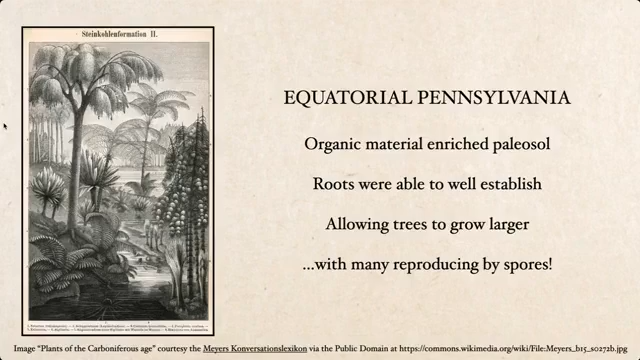 Steinkohlenformation II.
EQUATORIAL PENNSYLVANIA
Organic material enriched paleosol
Roots were able to well establish
Allowing trees to grow larger
...with many reproducing by spores!
Image “Plants of the Carboniferous age” courtesy the Meyers Konversationslexikon via the Public Domain at https://commons.wikimedia.org/wiki/File:Meyers_b15_s0272b.jpg